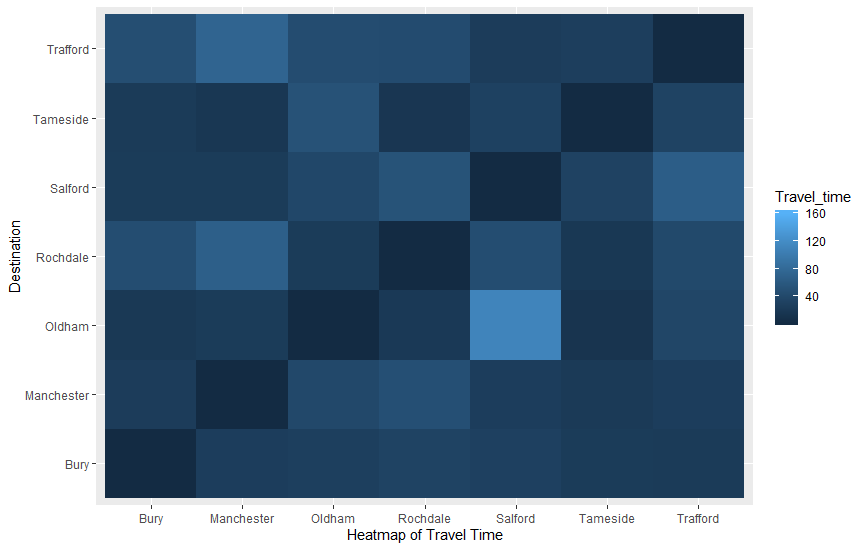 Trafford
Tameside
Salford
Rochdale
Oldham
Manchester
Bury
Destination
Bury Manchester Oldham Rochdale Salford Tameside Trafford
Heatmap of Travel Time
Travel_time
160
120
80
40